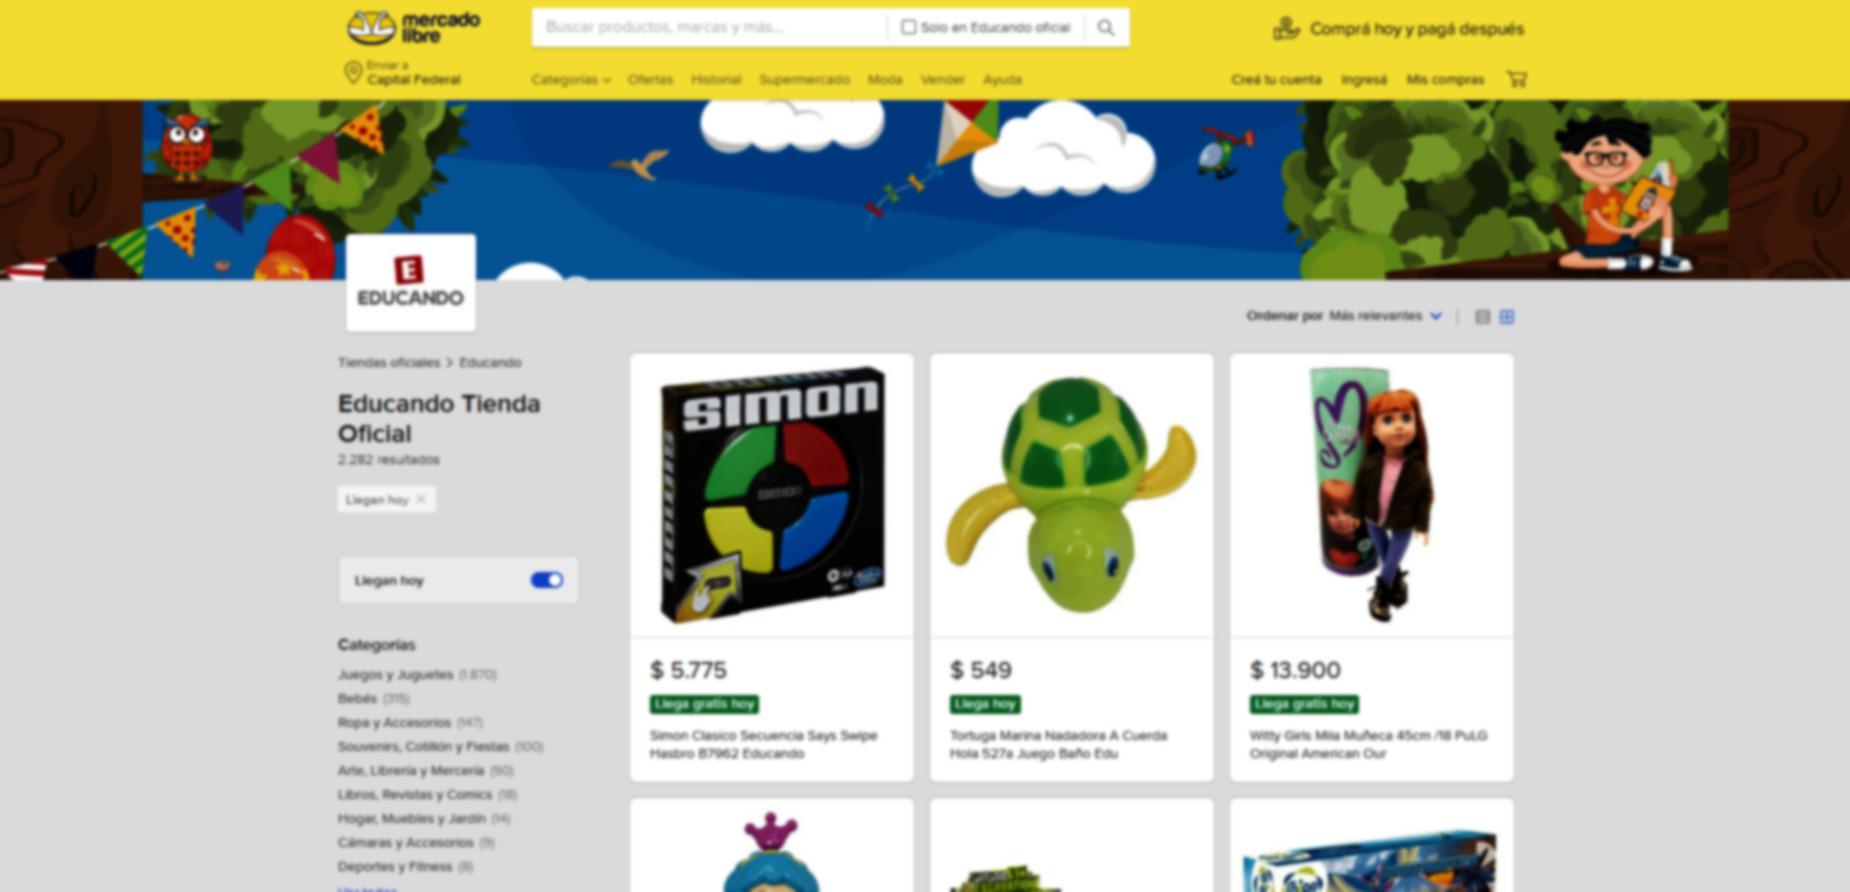 mercado
libre
Buscar productos, marcas y más...
Solo en Educando oficial
Comprá hoy y pagá después
Enviar a
Capital Federal
Categorías
Ofertas
Historial
Supermercado
Moda
Vender
Ayuda
Creá tu cuenta
Ingresá
Mis compras
E
EDUCANDO
Ordenar por Más relevantes
Tiendas oficiales > Educando
Educando Tienda
Oficial
2.282 resultados
Llegan hoy
Llegan hoy
Categorías
Juegos y Juguetes (1.870)
Bebés (315)
Ropa y Accesorios (147)
Souvenirs, Cotillón y Fiestas (100)
Arte, Librería y Mercería (90)
Libros, Revistas y Comics (18)
Hogar, Muebles y Jardín (14)
Cámaras y Accesorios (9)
Deportes y Fitness (8)
SIMON
simon
$ 5.775
Llega gratis hoy
Simon Clasico Secuencia Says Swipe
Hasbro B7962 Educando
$ 549
Llega hoy
Tortuga Marina Nadadora A Cuerda
Hola 527a Juego Baño Edu
$ 13.900
Llega gratis hoy
Witty Girls Mila Muñeca 45cm /18 PuLG
Original American Our